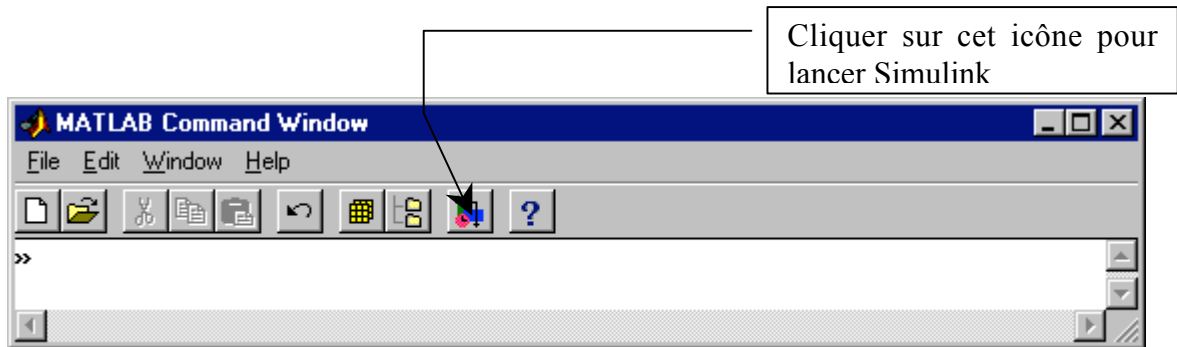 Cliquer sur cet icône pour
lancer Simulink
MATLAB Command Window
File Edit Window Help
?
»